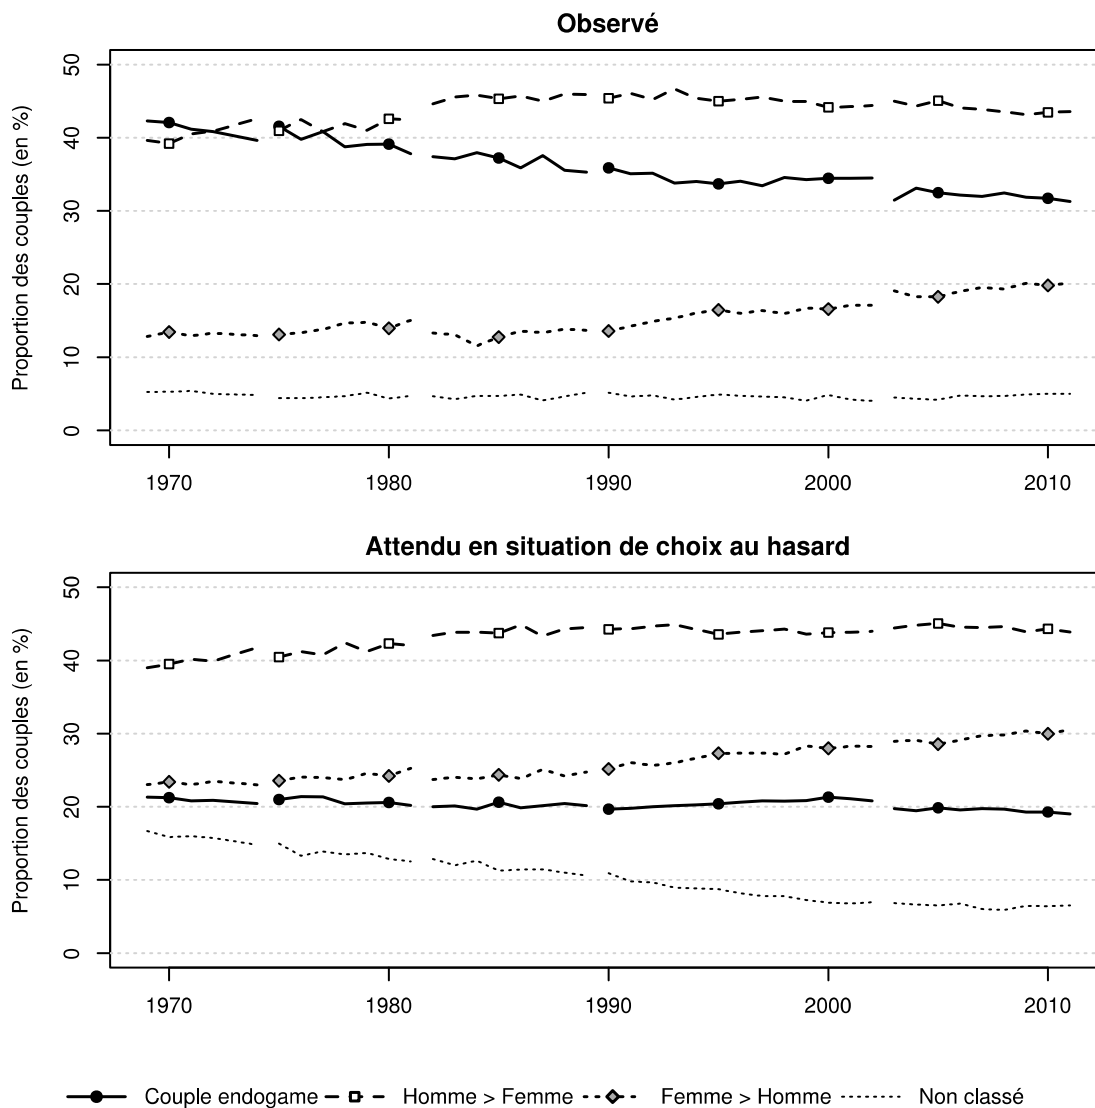 Observé
Proportion des couples (en %)
50
40
30
20
10
0
1970 1980 1990 2000 2010
Attendu en situation de choix au hasard
Proportion des couples (en %)
50
40
30
20
10
0
1970 1980 1990 2000 2010
Couple endogame Homme > Femme Femme > Homme Non classé